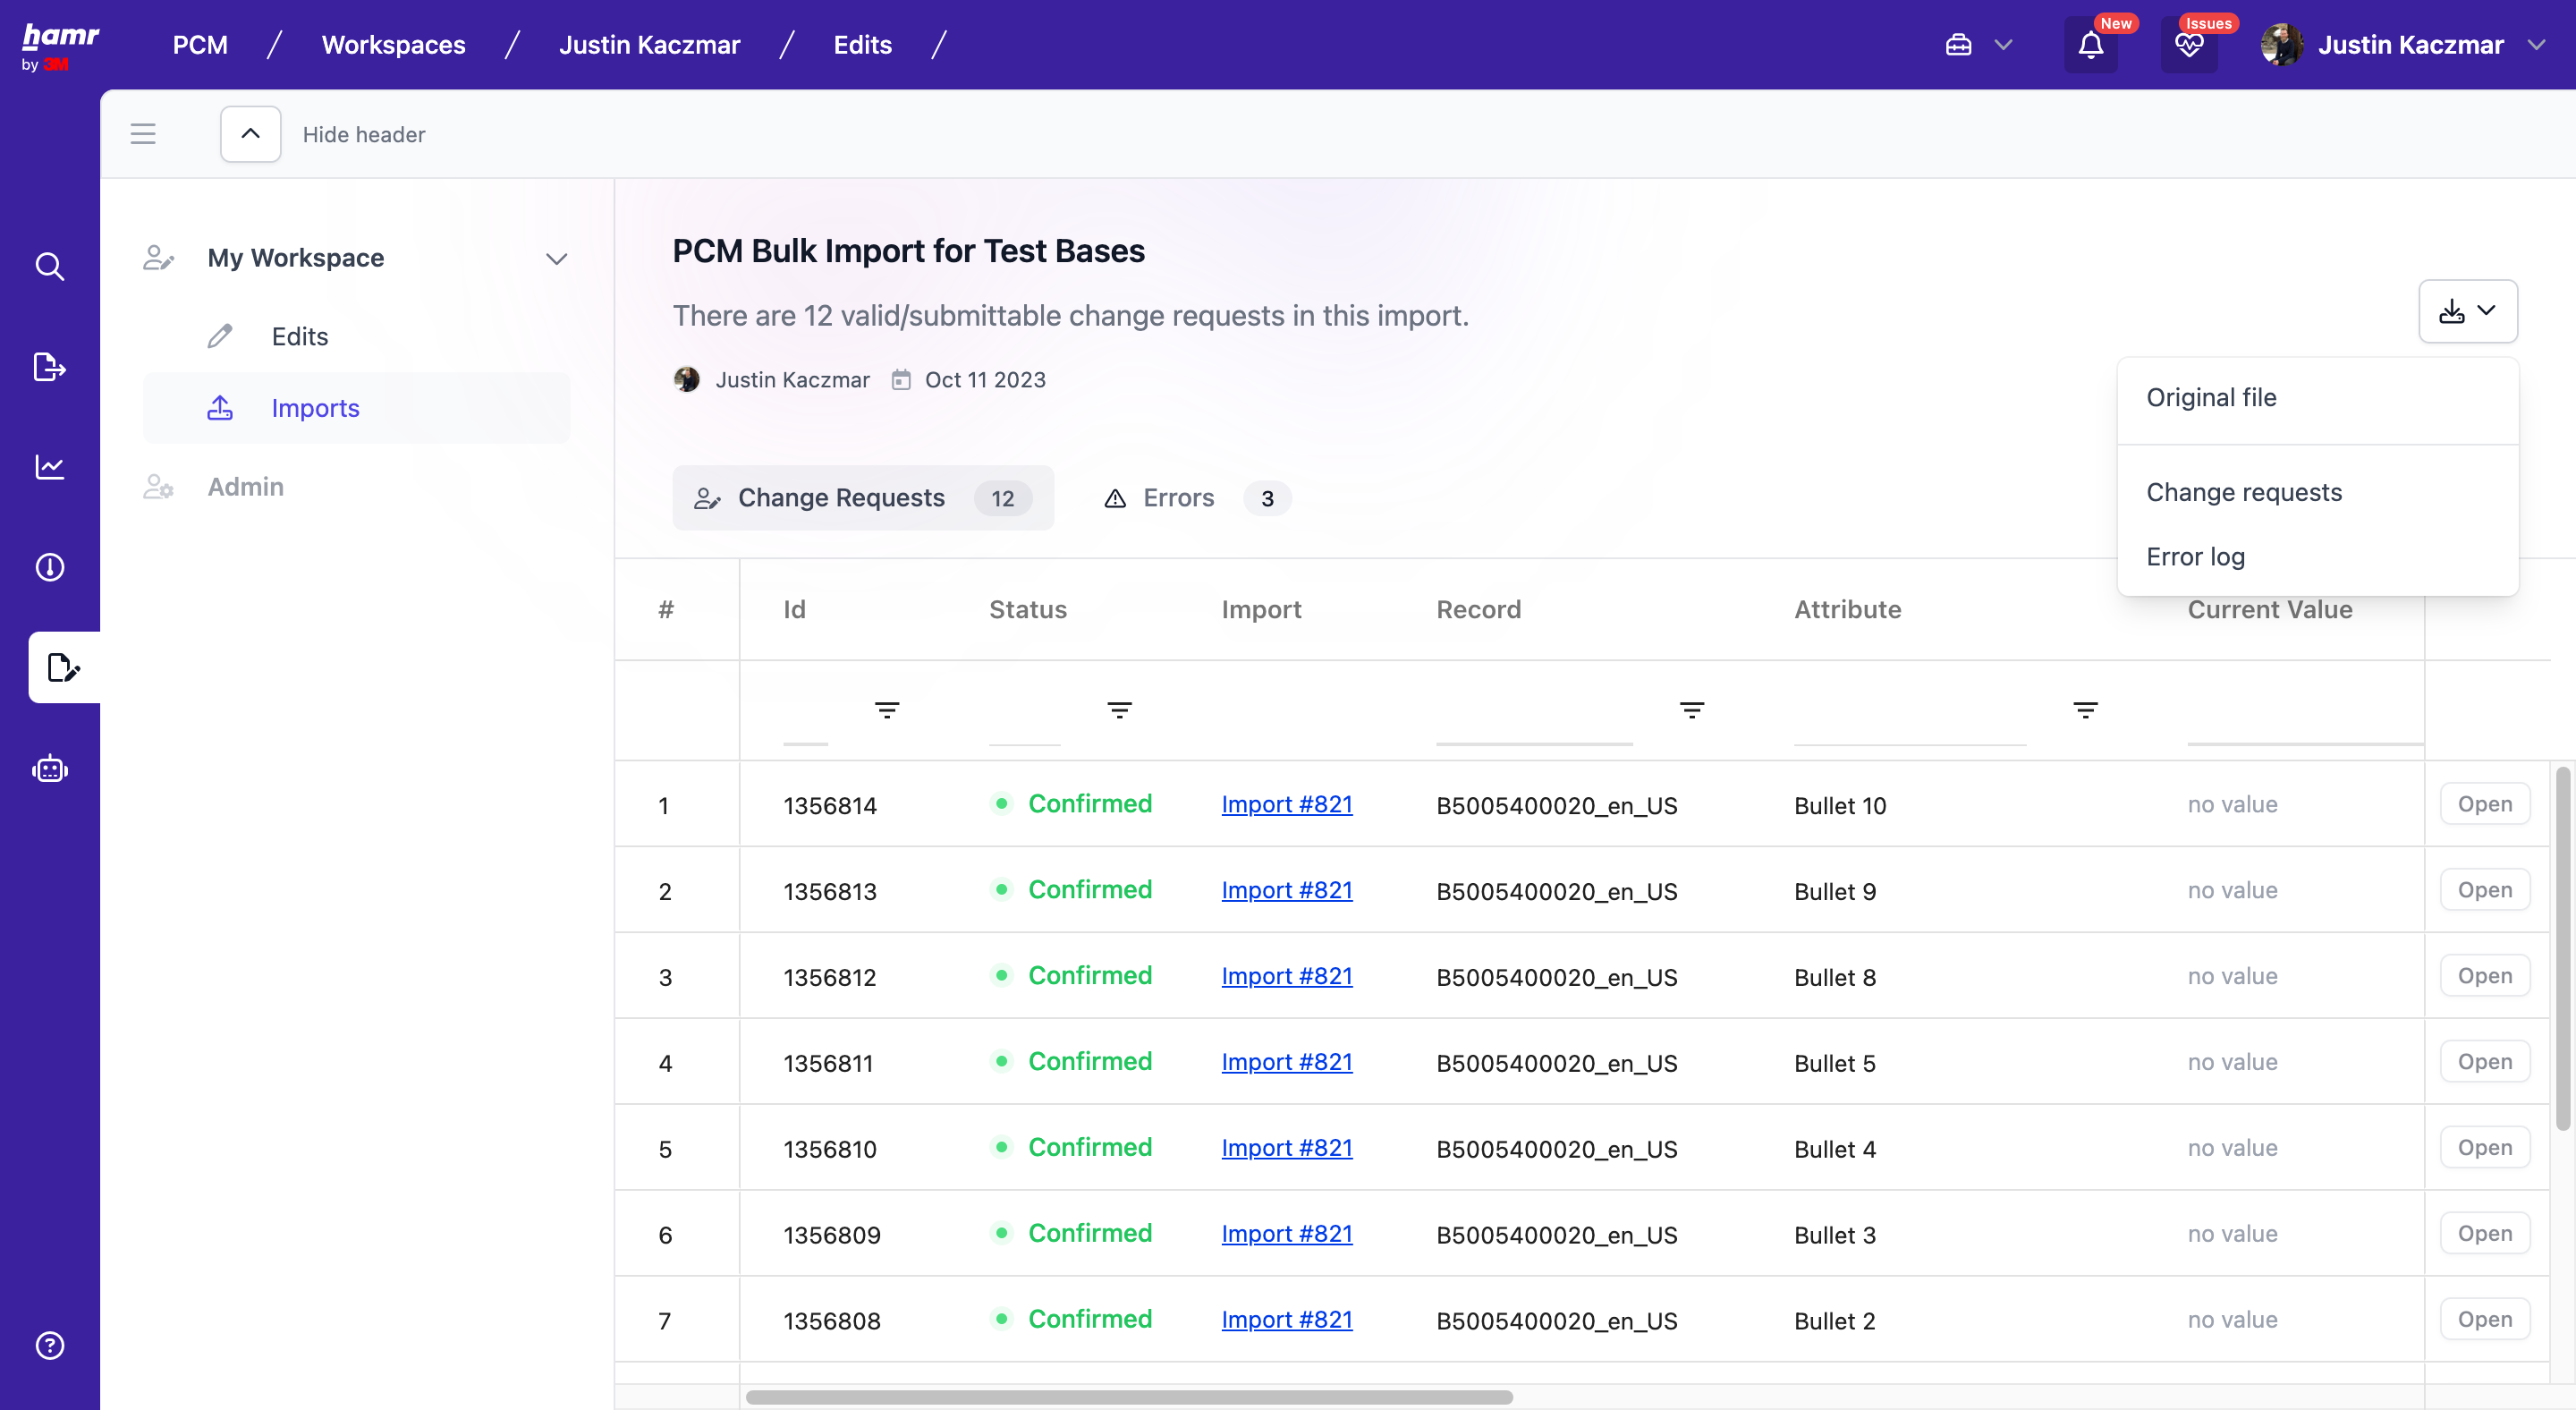 hamr
by 3M
PCM / Workspaces / Justin Kaczmar / Edits /
New
Issues
Justin Kaczmar
Hide header
My Workspace
Edits
Imports
Admin
PCM Bulk Import for Test Bases
There are 12 valid/submittable change requests in this import.
Justin Kaczmar Oct 11 2023
Original file
Change requests
Error log
Change Requests 12 Errors 3
# Id Status Import Record Attribute Current Value
1 1356814 Confirmed Import #821 B5005400020_en_US Bullet 10 no value Open
2 1356813 Confirmed Import #821 B5005400020_en_US Bullet 9 no value Open
3 1356812 Confirmed Import #821 B5005400020_en_US Bullet 8 no value Open
4 1356811 Confirmed Import #821 B5005400020_en_US Bullet 5 no value Open
5 1356810 Confirmed Import #821 B5005400020_en_US Bullet 4 no value Open
6 1356809 Confirmed Import #821 B5005400020_en_US Bullet 3 no value Open
7 1356808 Confirmed Import #821 B5005400020_en_US Bullet 2 no value Open